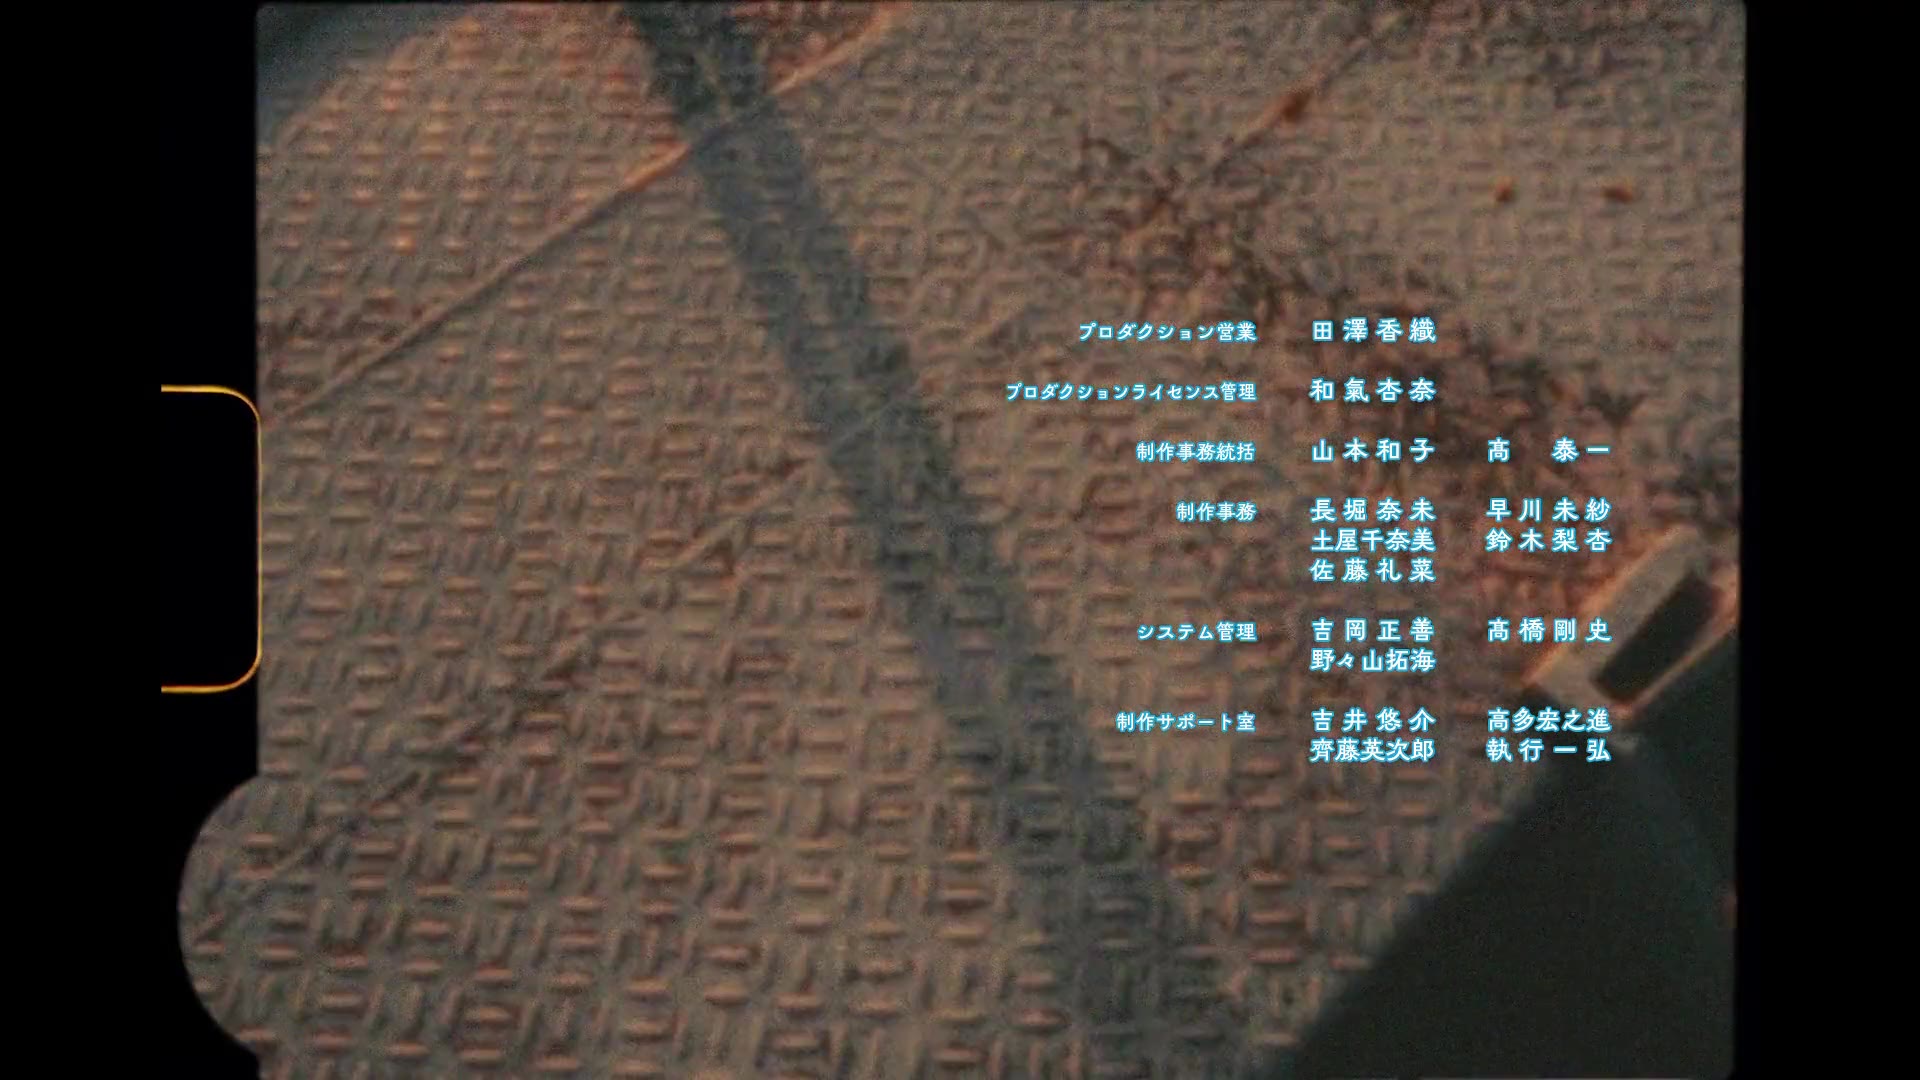 プロダクション営業 田澤香織
プロダクションライセンス管理 和氣杏奈
制作事務統括 山本和子 髙 泰一
制作事務 長堀奈未 早川未紗
土屋千奈美 鈴木梨杏
佐藤礼菜
システム管理 吉岡正善 髙橋剛史
野々山拓海
制作サポート室 吉井悠介 高多宏之進
齊藤英次郎 執行一弘